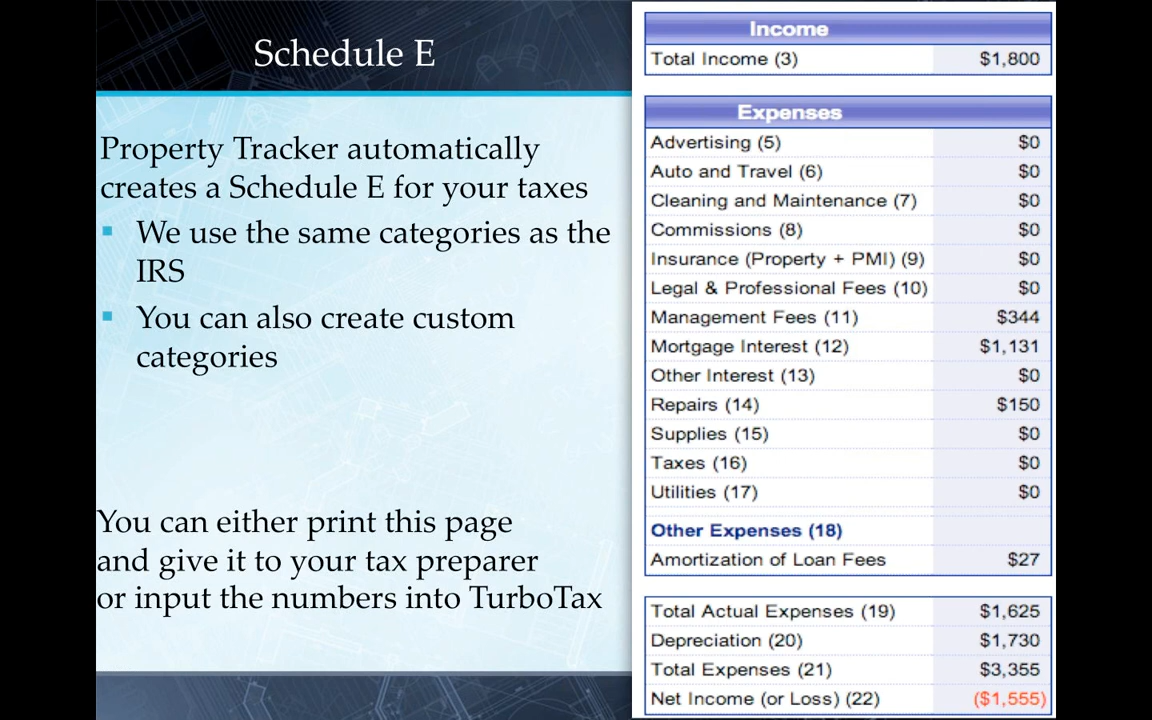 Schedule E
Property Tracker automatically
creates a Schedule E for your taxes
▪ We use the same categories as the
IRS
▪ You can also create custom
categories
You can either print this page
and give it to your tax preparer
or input the numbers into TurboTax
Income
Total Income (3) $1,800
Expenses
Advertising (5) $0
Auto and Travel (6) $0
Cleaning and Maintenance (7) $0
Commissions (8) $0
Insurance (Property + PMI) (9) $0
Legal & Professional Fees (10) $0
Management Fees (11) $344
Mortgage Interest (12) $1,131
Other Interest (13) $0
Repairs (14) $150
Supplies (15) $0
Taxes (16) $0
Utilities (17) $0
Other Expenses (18)
Amortization of Loan Fees $27
Total Actual Expenses (19) $1,625
Depreciation (20) $1,730
Total Expenses (21) $3,355
Net Income (or Loss) (22) ($1,555)